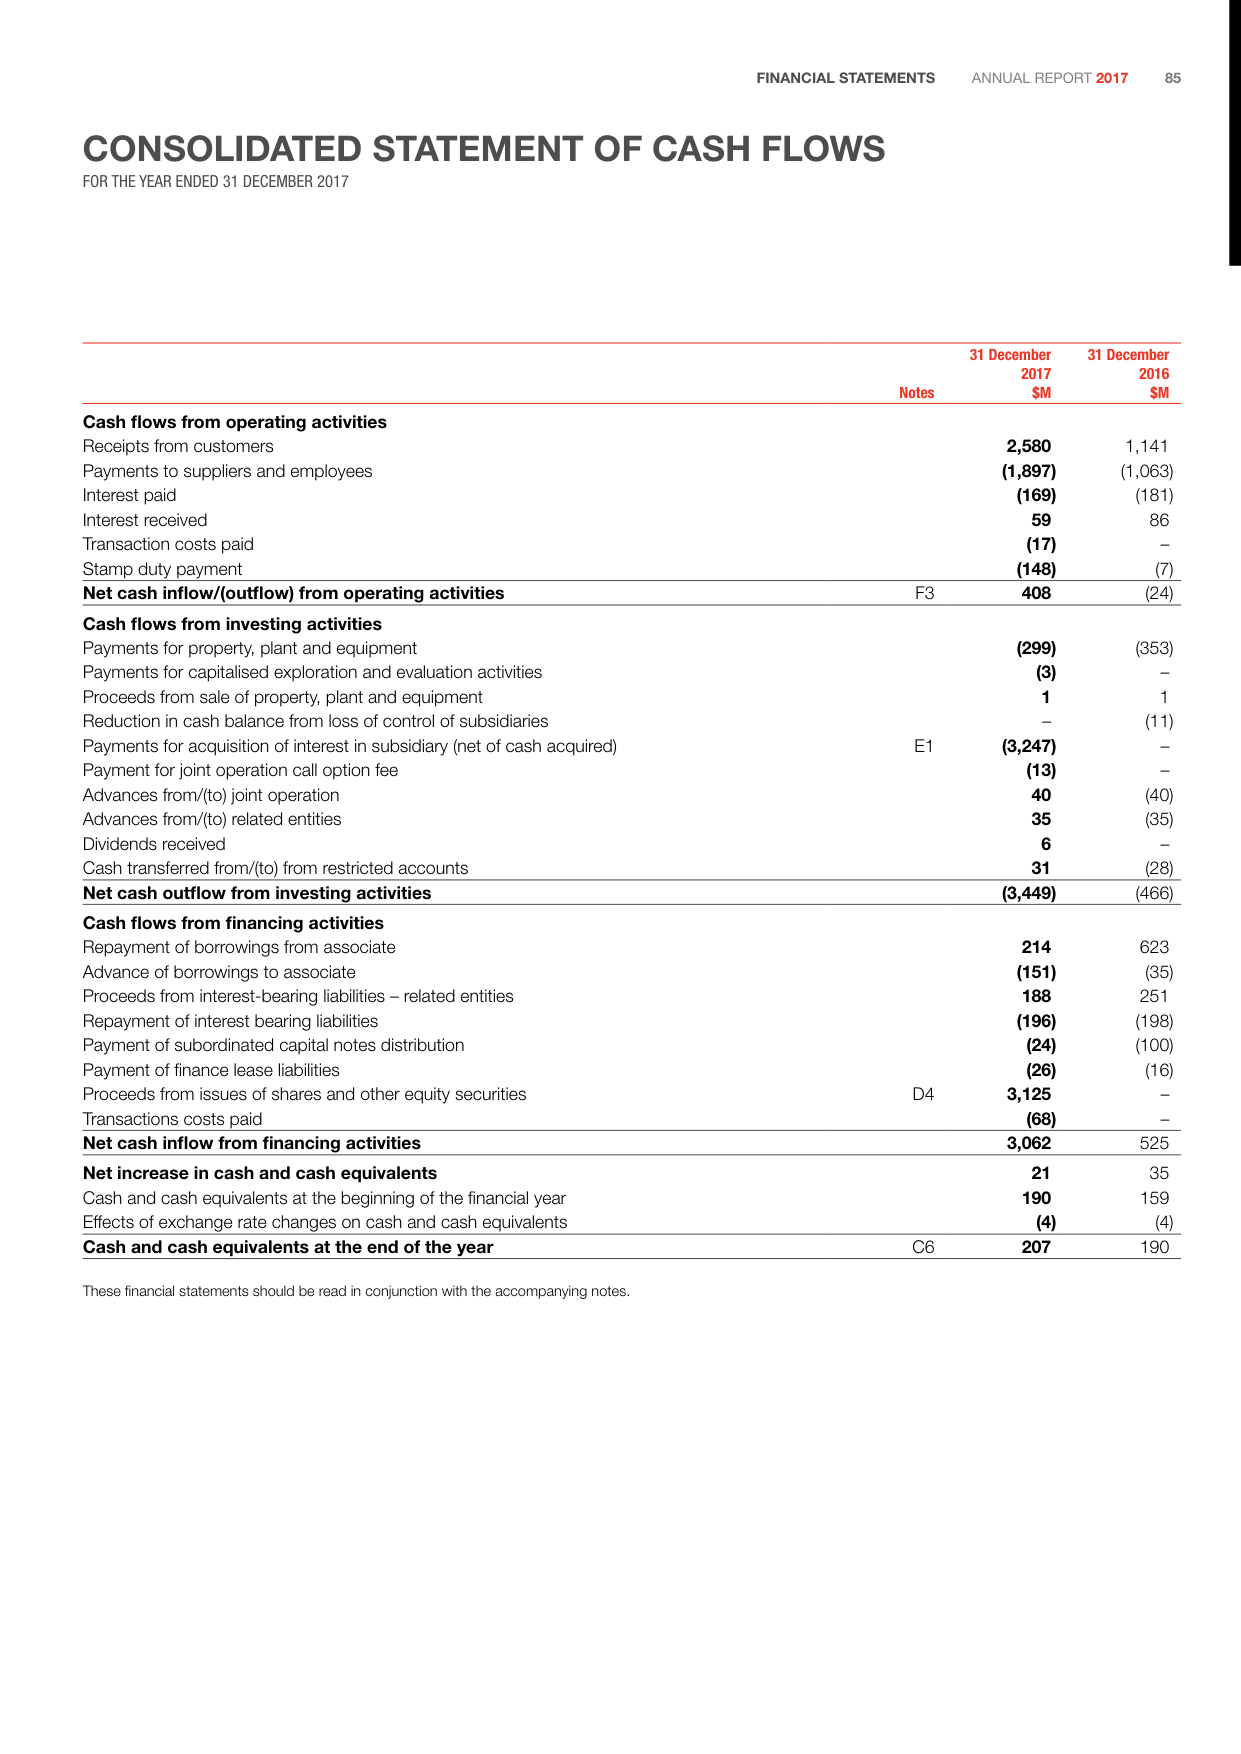 FINANCIAL STATEMENTS ANNUAL REPORT 2017 85
CONSOLIDATED STATEMENT OF CASH FLOWS
FOR THE YEAR ENDED 31 DECEMBER 2017
31 December 31 December
2017 2016
Notes $M $M
Cash flows from operating activities
Receipts from customers 2,580 1,141
Payments to suppliers and employees (1,897) (1,063)
Interest paid (169) (181)
Interest received 59 86
Transaction costs paid (17) –
Stamp duty payment (148) (7)
Net cash inflow/(outflow) from operating activities F3 408 (24)
Cash flows from investing activities
Payments for property, plant and equipment (299) (353)
Payments for capitalised exploration and evaluation activities (3) –
Proceeds from sale of property, plant and equipment 1 1
Reduction in cash balance from loss of control of subsidiaries – (11)
Payments for acquisition of interest in subsidiary (net of cash acquired) E1 (3,247) –
Payment for joint operation call option fee (13) –
Advances from/(to) joint operation 40 (40)
Advances from/(to) related entities 35 (35)
Dividends received 6 –
Cash transferred from/(to) from restricted accounts 31 (28)
Net cash outflow from investing activities (3,449) (466)
Cash flows from financing activities
Repayment of borrowings from associate 214 623
Advance of borrowings to associate (151) (35)
Proceeds from interest-bearing liabilities – related entities 188 251
Repayment of interest bearing liabilities (196) (198)
Payment of subordinated capital notes distribution (24) (100)
Payment of finance lease liabilities (26) (16)
Proceeds from issues of shares and other equity securities D4 3,125 –
Transactions costs paid (68) –
Net cash inflow from financing activities 3,062 525
Net increase in cash and cash equivalents 21 35
Cash and cash equivalents at the beginning of the financial year 190 159
Effects of exchange rate changes on cash and cash equivalents (4) (4)
Cash and cash equivalents at the end of the year C6 207 190
These financial statements should be read in conjunction with the accompanying notes.